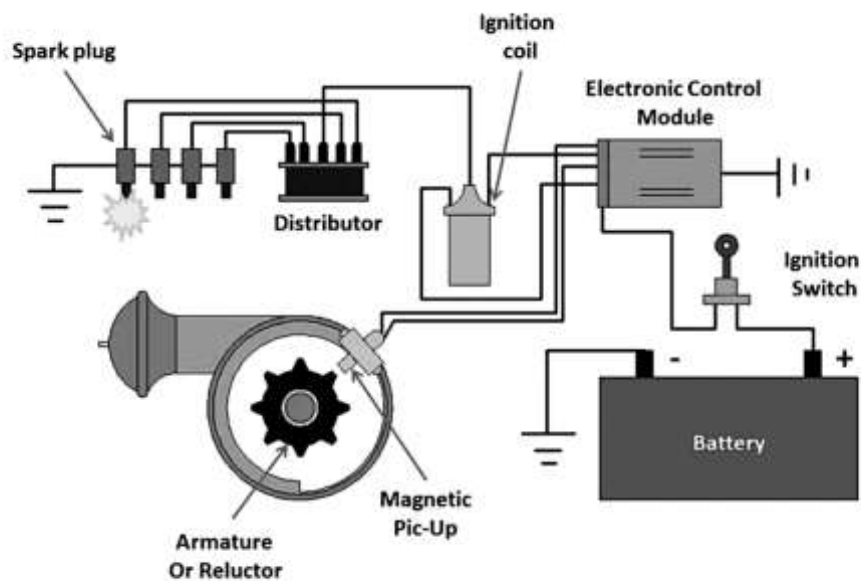 Ignition
coil
Spark plug
Electronic Control
Module
Distributor
Ignition
Switch
- +
Battery
Magnetic
Pic-Up
Armature
Or Reluctor